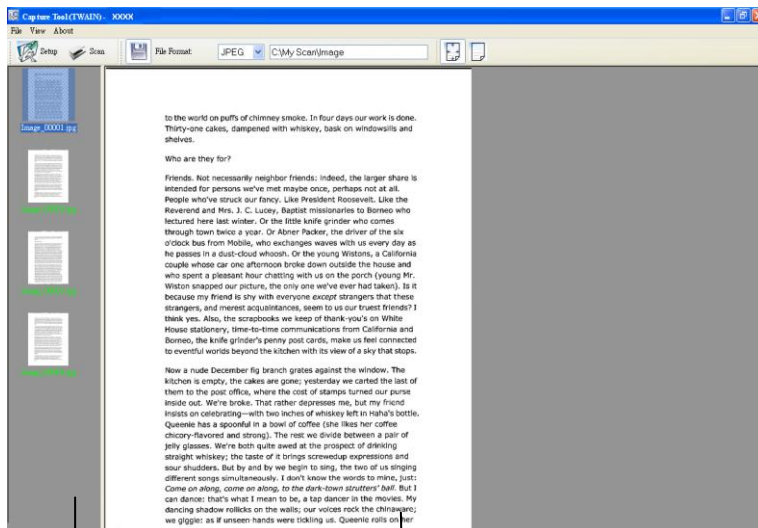 Capture Tool(TWAIN) - XXXX
File View About
Setup Scan File Format: JPEG C:\My Scan\Image
Image_00001.jpg
to the world on puffs of chimney smoke. In four days our work is done.
Thirty-one cakes, dampened with whiskey, bask on windowsills and
shelves.
Who are they for?
Friends. Not necessarily neighbor friends: indeed, the larger share is
intended for persons we've met maybe once, perhaps not at all.
People who've struck our fancy. Like President Roosevelt. Like the
Reverend and Mrs. J. C. Lucey, Baptist missionaries to Borneo who
lectured here last winter. Or the little knife grinder who comes
through town twice a year. Or Abner Packer, the driver of the six
o'clock bus from Mobile, who exchanges waves with us every day as
he passes in a dust-cloud whoosh. Or the young Wistons, a California
couple whose car one afternoon broke down outside the house and
who spent a pleasant hour chatting with us on the porch (young Mr.
Wiston snapped our picture, the only one we've ever had taken). Is it
because my friend is shy with everyone except strangers that these
strangers, and merest acquaintances, seem to us our truest friends? I
think yes. Also, the scrapbooks we keep of thank-you's on White
House stationery, time-to-time communications from California and
Borneo, the knife grinder's penny post cards, make us feel connected
to eventful worlds beyond the kitchen with its view of a sky that stops.
Now a nude December fig branch grates against the window. The
kitchen is empty, the cakes are gone; yesterday we carted the last of
them to the post office, where the cost of stamps turned our purse
inside out. We're broke. That rather depresses me, but my friend
insists on celebrating—with two inches of whiskey left in Haha's bottle.
Queenie has a spoonful in a bowl of coffee (she likes her coffee
chicory-flavored and strong). The rest we divide between a pair of
jelly glasses. We're both quite awed at the prospect of drinking
straight whiskey; the taste of it brings screwedup expressions and
sour shudders. But by and by we begin to sing, the two of us singing
different songs simultaneously. I don't know the words to mine, just:
Come on along, come on along, to the dark-town strutters' ball. But I
can dance: that's what I mean to be, a tap dancer in the movies. My
dancing shadow rollicks on the walls; our voices rock the chinaware;
we giggle: as if unseen hands were tickling us. Queenie rolls on her